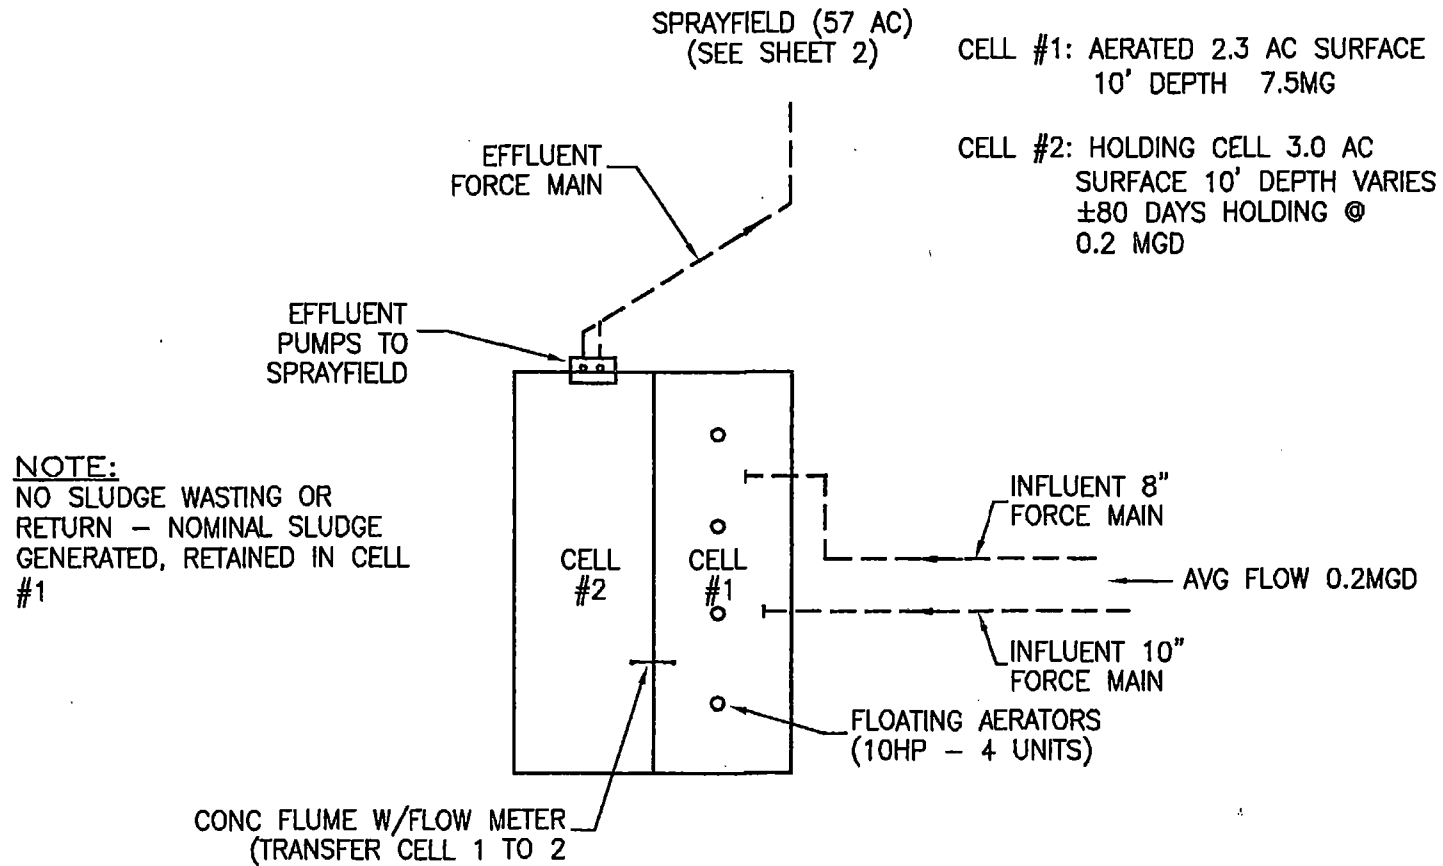 SPRAYFIELD (57 AC)
(SEE SHEET 2)
CELL #1: AERATED 2.3 AC SURFACE
10' DEPTH 7.5MG
CELL #2: HOLDING CELL 3.0 AC
SURFACE 10' DEPTH VARIES
±80 DAYS HOLDING @
0.2 MGD
EFFLUENT
FORCE MAIN
EFFLUENT
PUMPS TO
SPRAYFIELD
NOTE:
NO SLUDGE WASTING OR
RETURN – NOMINAL SLUDGE
GENERATED, RETAINED IN CELL
#1
CELL
#2
CELL
#1
INFLUENT 8"
FORCE MAIN
AVG FLOW 0.2MGD
INFLUENT 10"
FORCE MAIN
FLOATING AERATORS
(10HP – 4 UNITS)
CONC FLUME W/FLOW METER
(TRANSFER CELL 1 TO 2